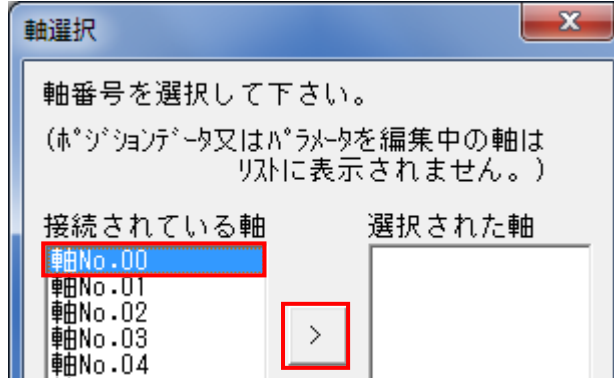 軸選択
軸番号を選択して下さい。
(ﾎﾟｼﾞｼｮﾝﾃﾞｰﾀ又はﾊﾟﾗﾒｰﾀを編集中の軸は
ﾘｽﾄに表示されません。)
接続されている軸 選択された軸
軸No.00
軸No.01
軸No.02
軸No.03
軸No.04
>